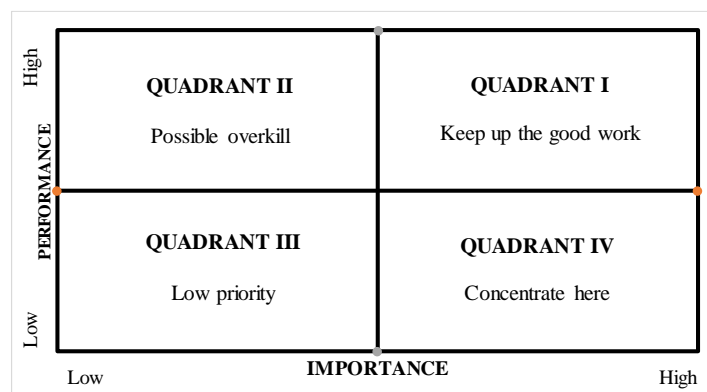 High
QUADRANT II
QUADRANT I
Possible overkill
Keep up the good work
PERFORMANCE
QUADRANT III
QUADRANT IV
Low priority
Concentrate here
Low
IMPORTANCE
Low
High